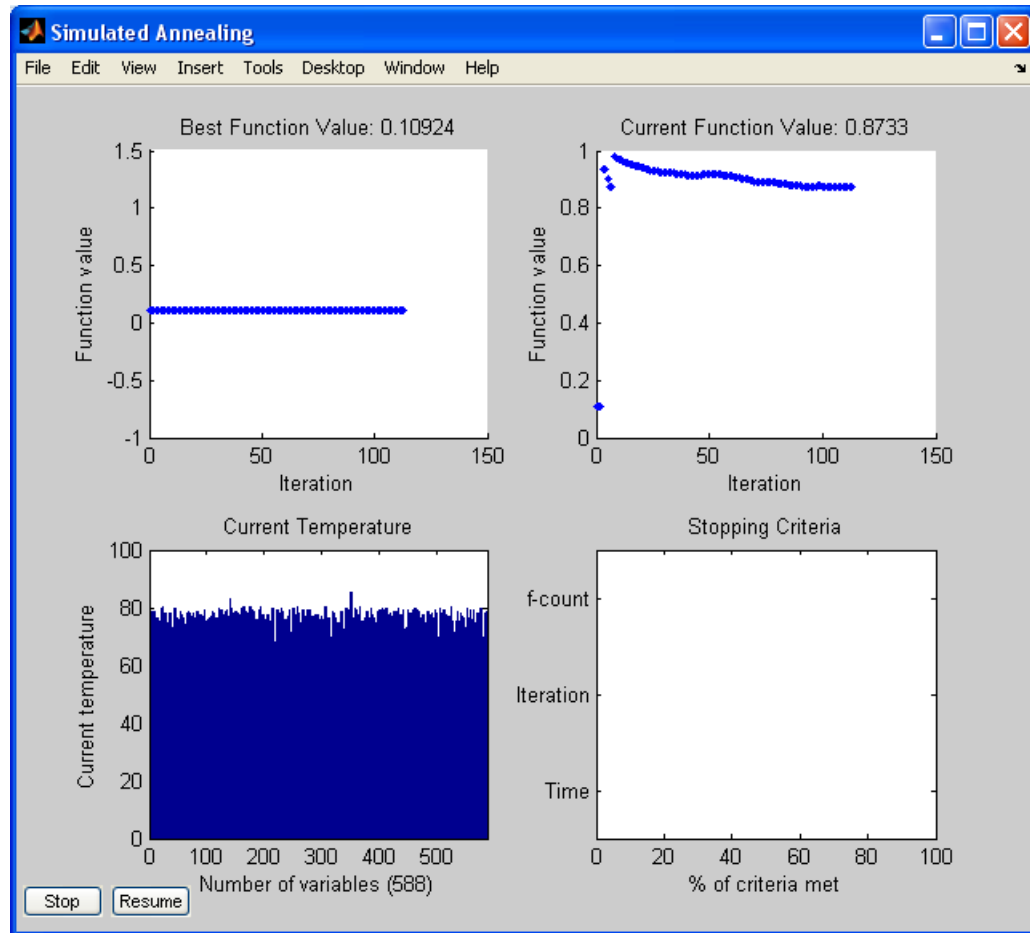 Simulated Annealing
File Edit View Insert Tools Desktop Window Help
Best Function Value: 0.10924
1.5
1
0.5
0
-0.5
-1
Function value
0 50 100 150
Iteration
Current Function Value: 0.8733
1
0.8
0.6
0.4
0.2
0
Function value
0 50 100 150
Iteration
Current Temperature
100
80
60
40
20
0
Current temperature
0 100 200 300 400 500
Number of variables (588)
Stopping Criteria
f-count
Iteration
Time
0 20 40 60 80 100
% of criteria met
Stop Resume